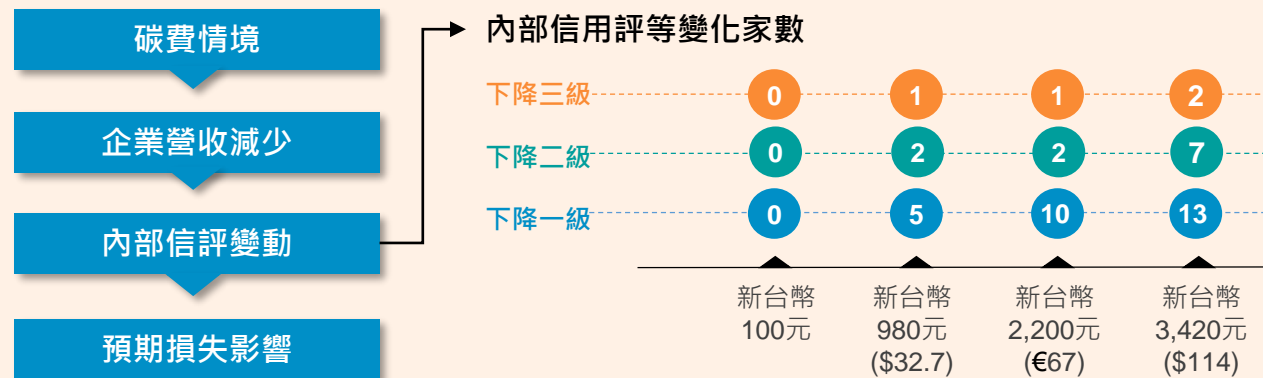 碳費情境
企業營收減少
內部信評變動
預期損失影響
內部信用評等變化家數
下降三級 0 1 1 2
下降二級 0 2 2 7
下降一級 0 5 10 13
新台幣 新台幣 新台幣 新台幣
100元 980元 2,200元 3,420元
($32.7) (€67) ($114)